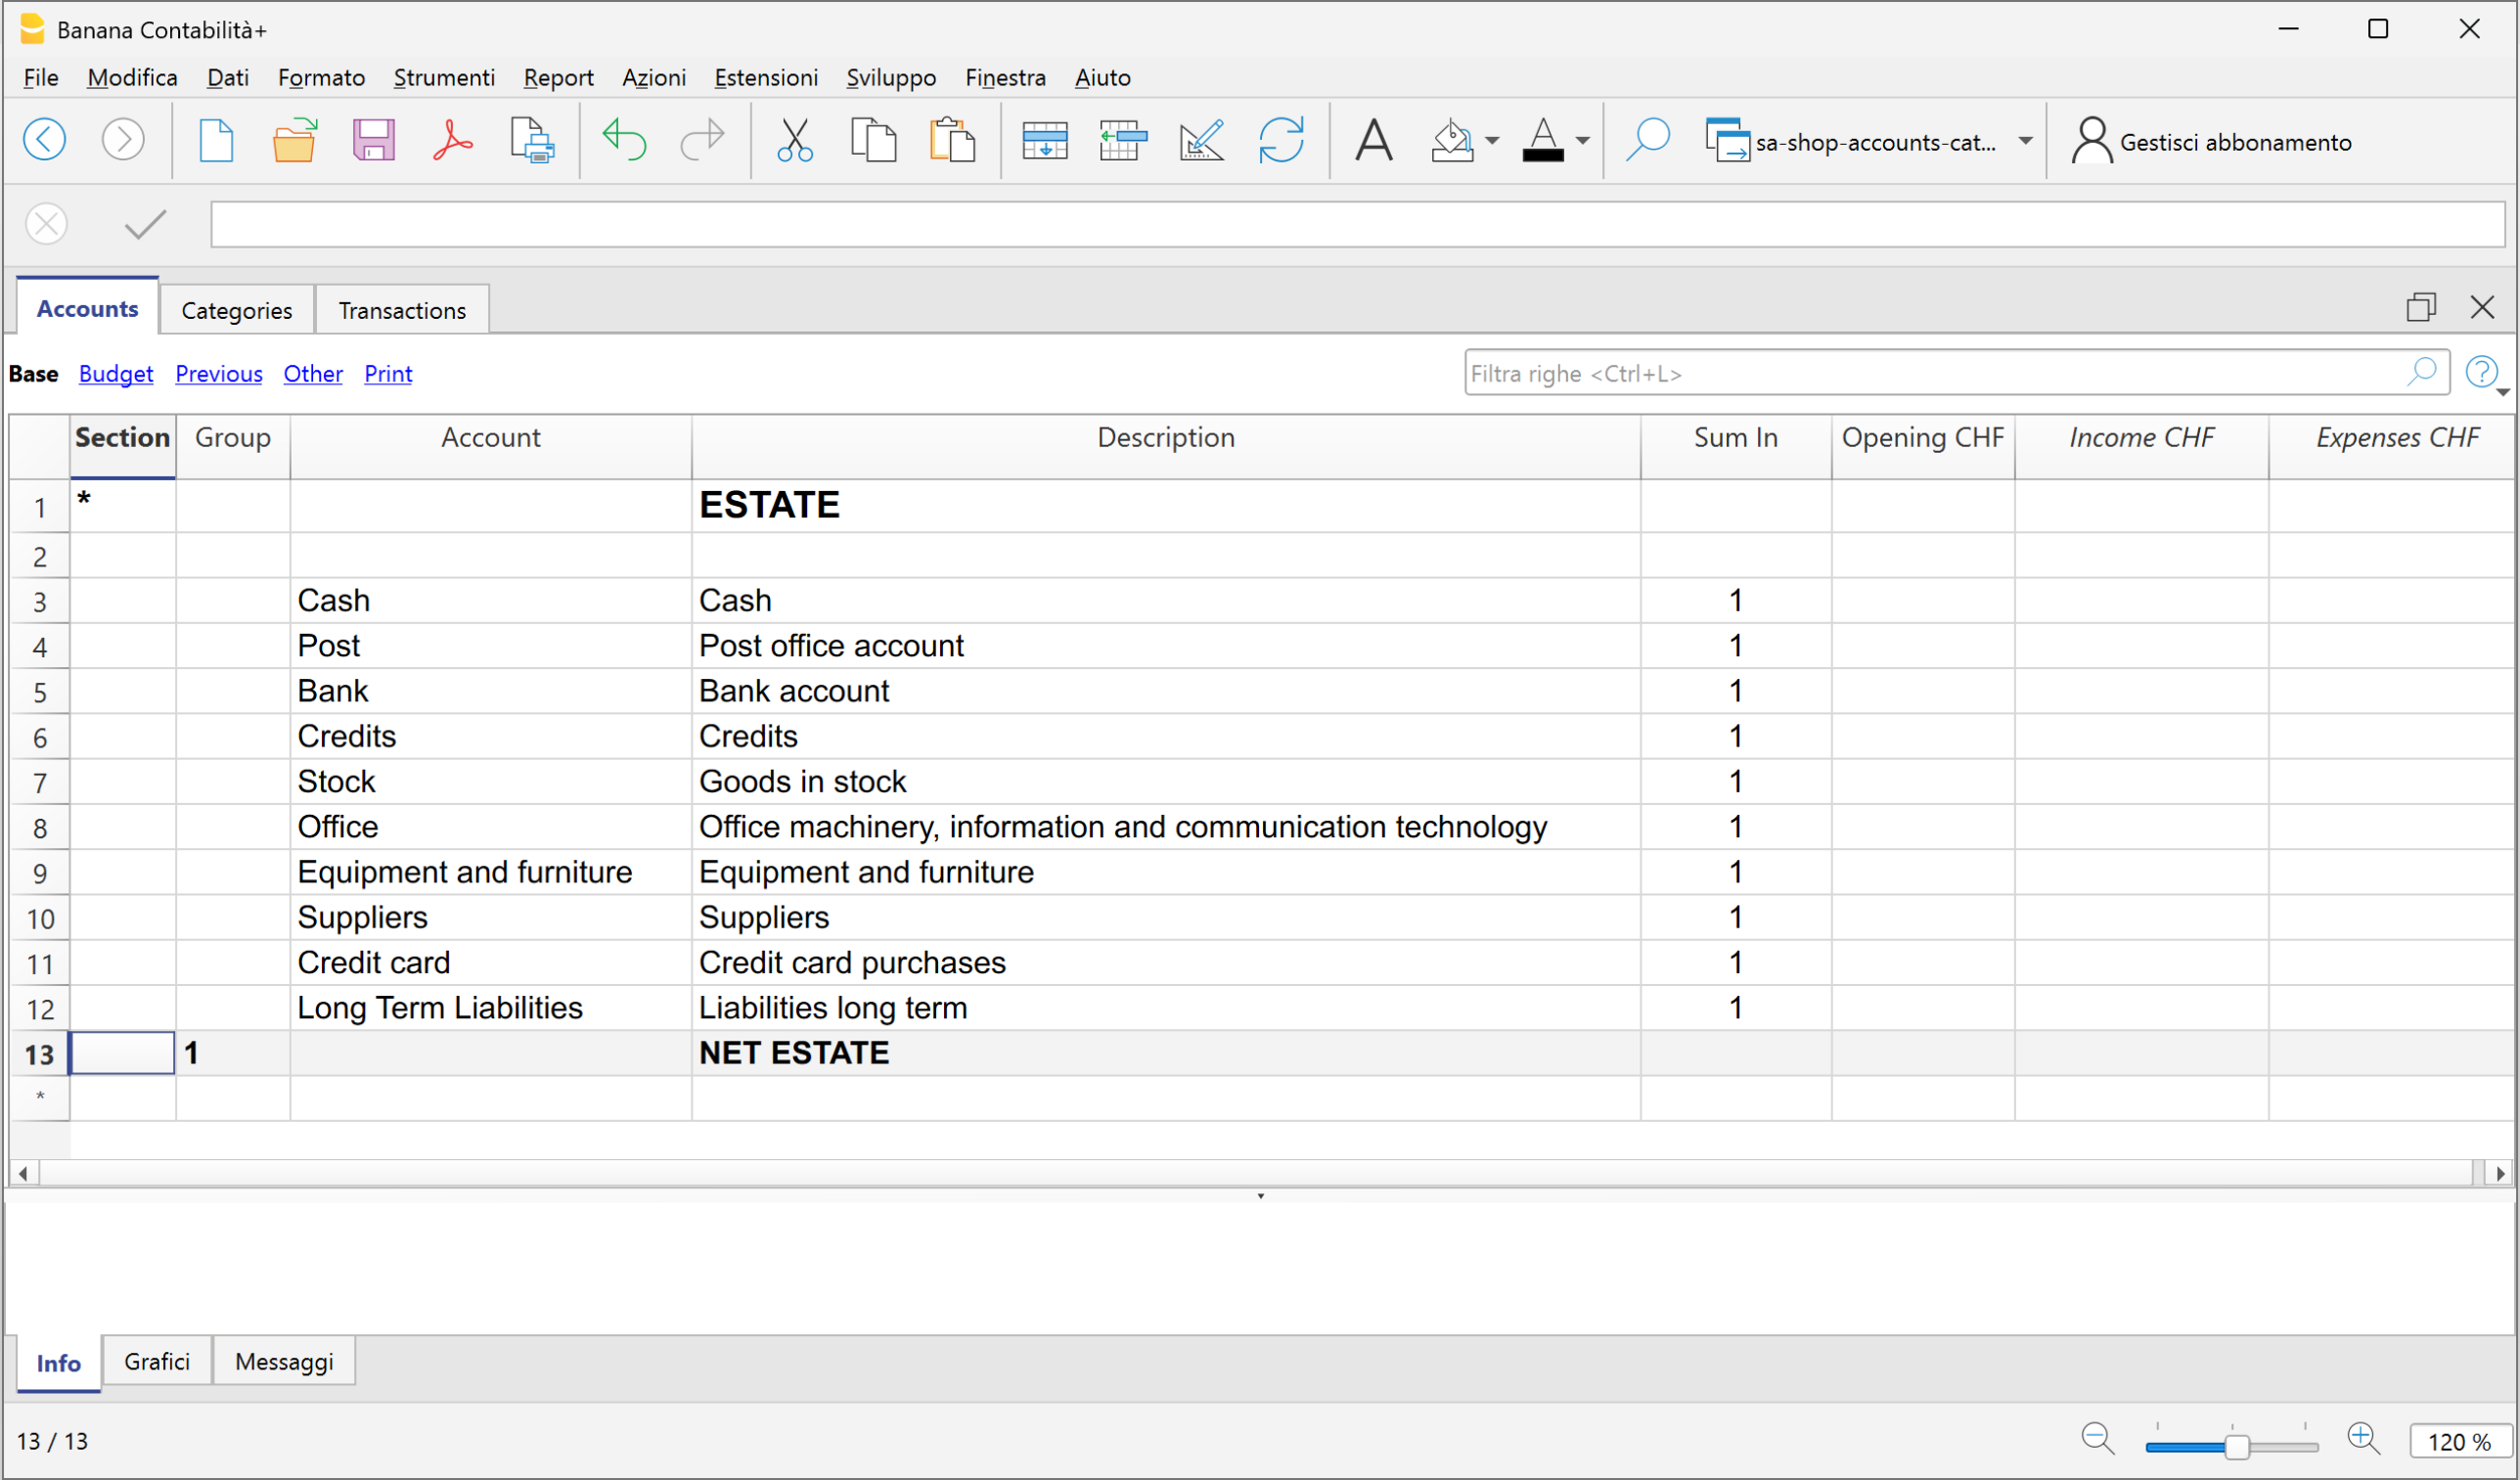 Banana Contabilità+
File Modifica Dati Formato Strumenti Report Azioni Estensioni Sviluppo Finestra Aiuto
sa-shop-accounts-cat... Gestisci abbonamento
Accounts Categories Transactions
Base Budget Previous Other Print Filtra righe <Ctrl+L>
Section Group Account Description Sum In Opening CHF Income CHF Expenses CHF
1 * ESTATE
2
3 Cash Cash 1
4 Post Post office account 1
5 Bank Bank account 1
6 Credits Credits 1
7 Stock Goods in stock 1
8 Office Office machinery, information and communication technology 1
9 Equipment and furniture Equipment and furniture 1
10 Suppliers Suppliers 1
11 Credit card Credit card purchases 1
12 Long Term Liabilities Liabilities long term 1
13 1 NET ESTATE
*
Info Grafici Messaggi
13 / 13 120 %